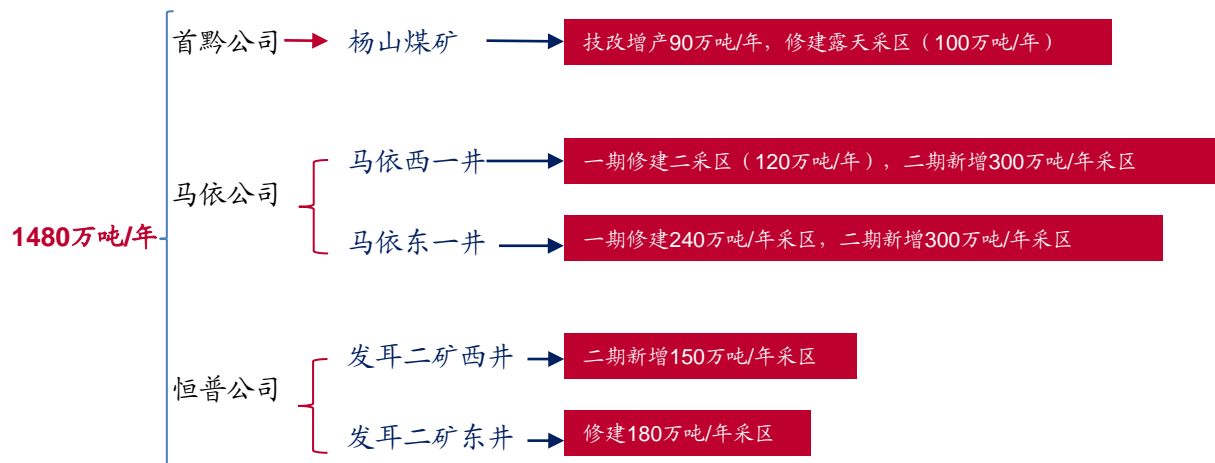 首黔公司 杨山煤矿 技改增产90万吨/年，修建露天采区（100万吨/年）
马依西一井 一期修建二采区（120万吨/年），二期新增300万吨/年采区
马依公司
1480万吨/年
马依东一井 一期修建240万吨/年采区，二期新增300万吨/年采区
发耳二矿西井 二期新增150万吨/年采区
恒普公司
发耳二矿东井 修建180万吨/年采区